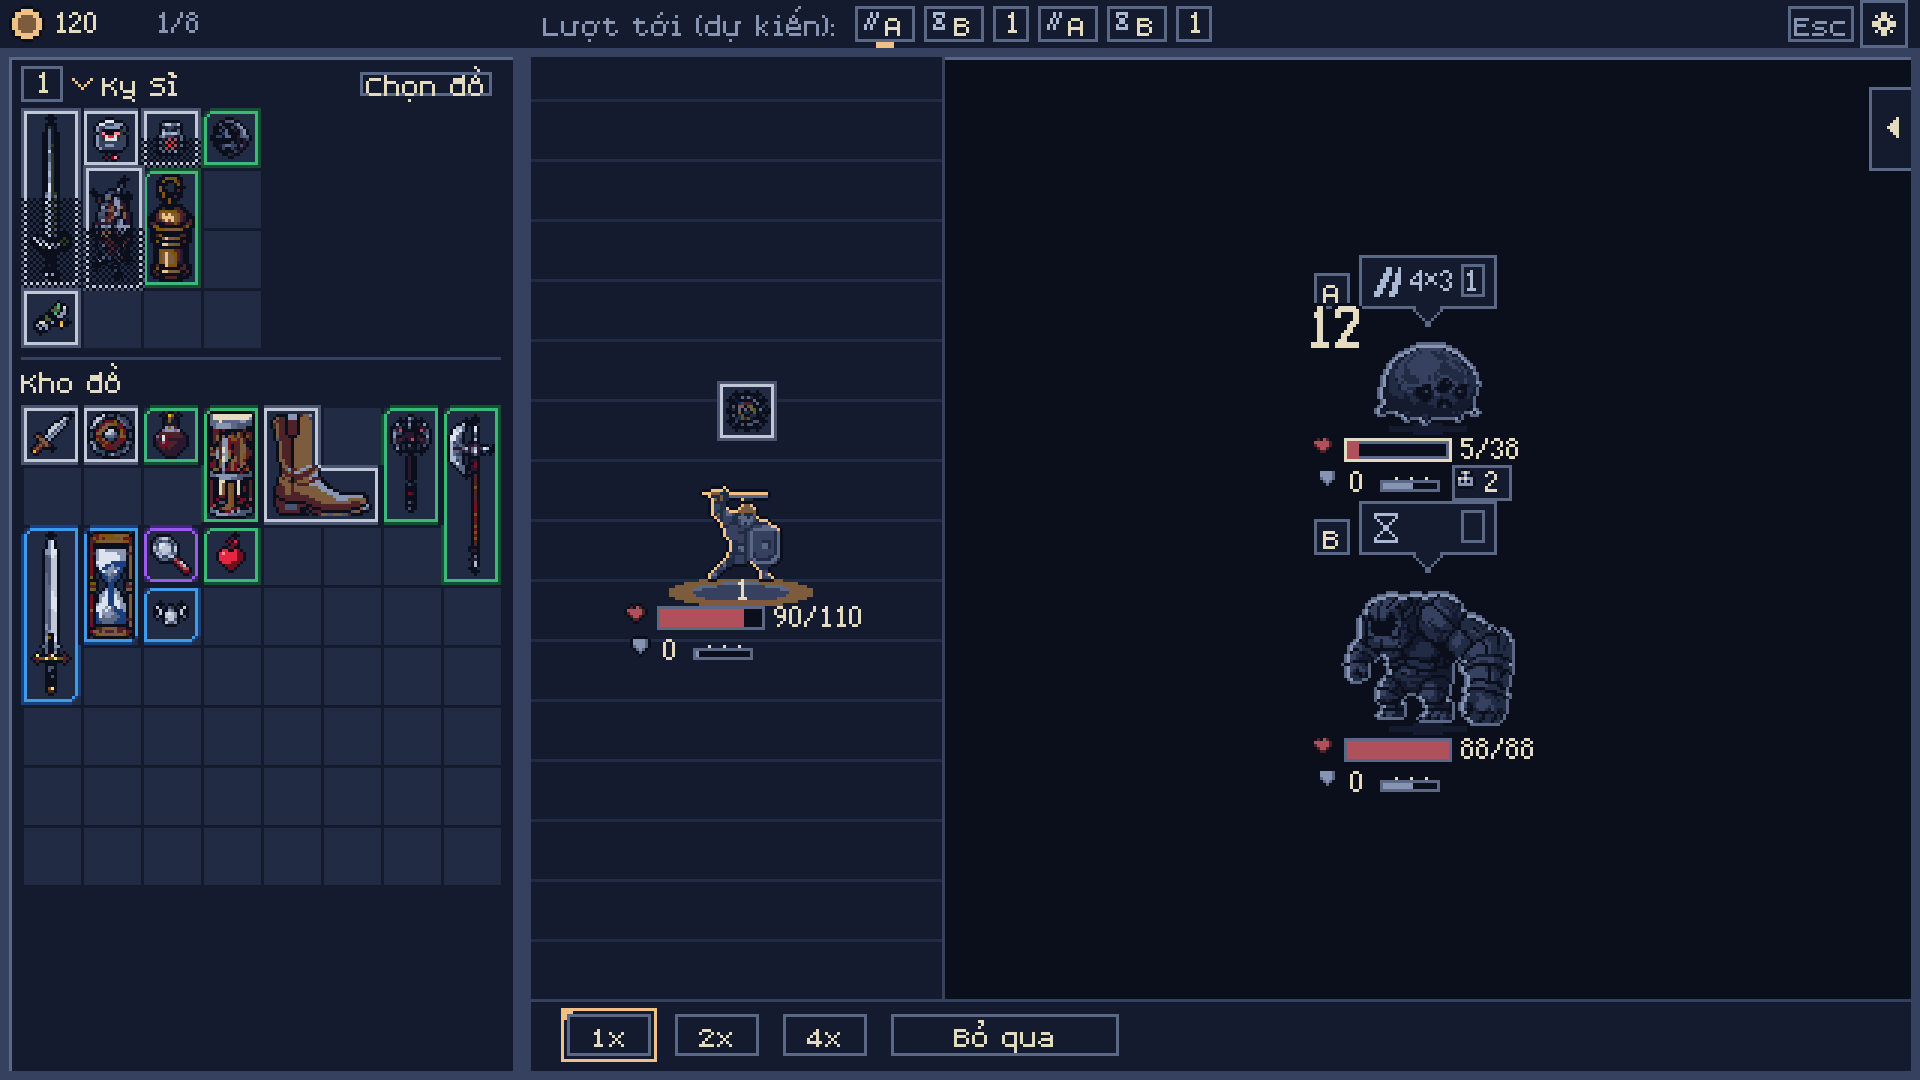 120
1/8
Lượt tới (dự kiến):
A
B
1
A
B
1
Esc
1
Kỵ Sĩ
Chọn đồ
Kho đồ
A
4×3
1
12
5/38
0
2
B
88/88
0
1
90/110
0
1x
2x
4x
Bỏ qua